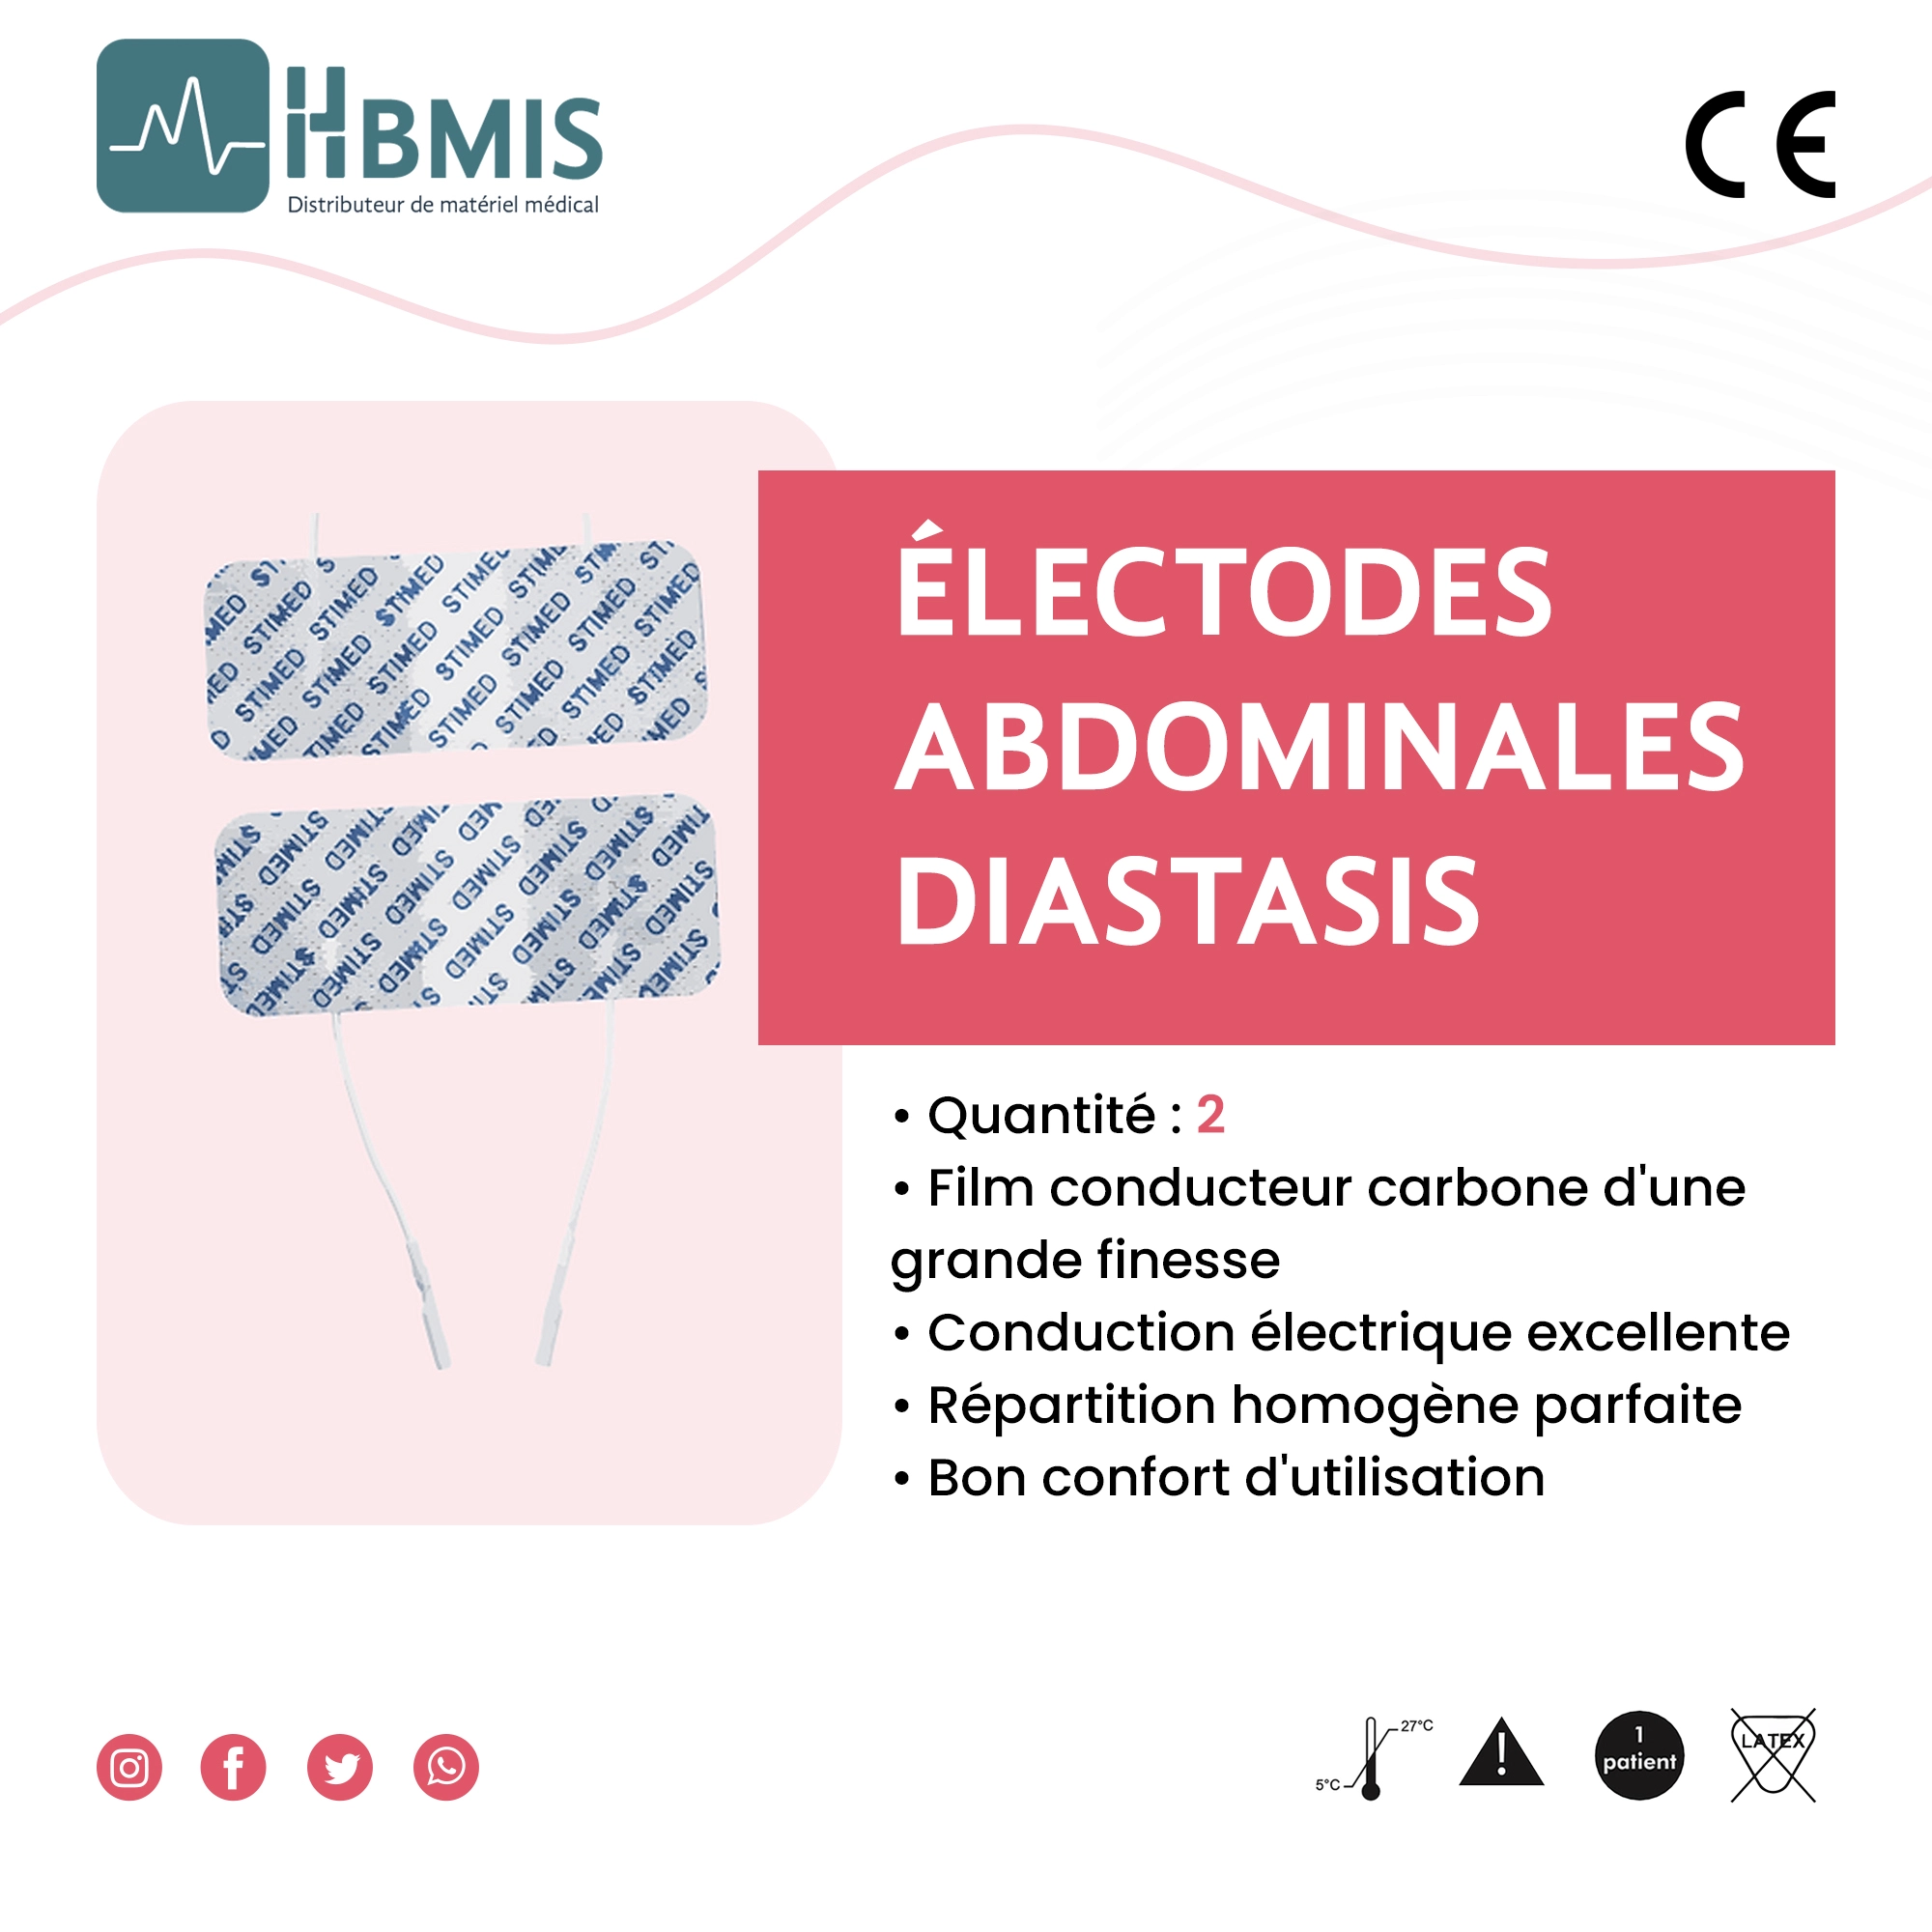 HBMIS
Distributeur de matériel médical
CE
STIMED
ÉLECTODES
ABDOMINALES
DIASTASIS
• Quantité : 2
• Film conducteur carbone d'une
grande finesse
• Conduction électrique excellente
• Répartition homogène parfaite
• Bon confort d'utilisation
27°C
5°C
!
1
patient
LATEX